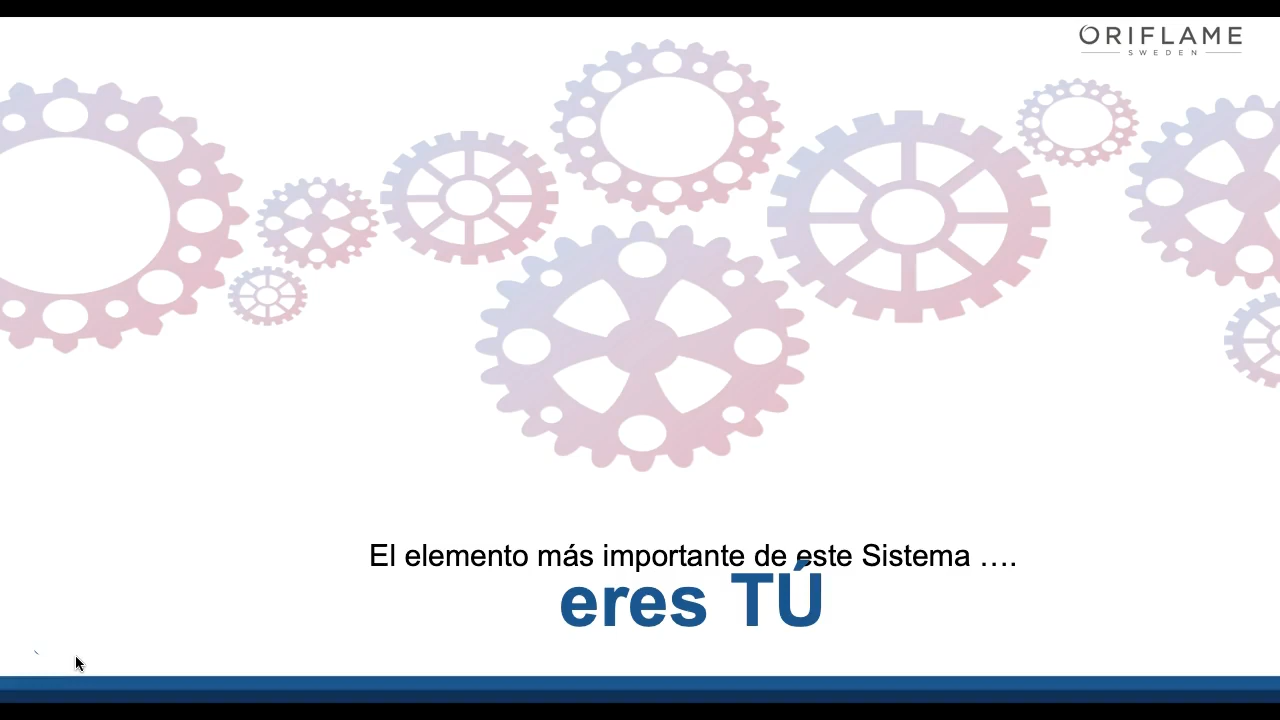 ORIFLAME
SWEDEN
El elemento más importante de este Sistema ....
eres TÚ